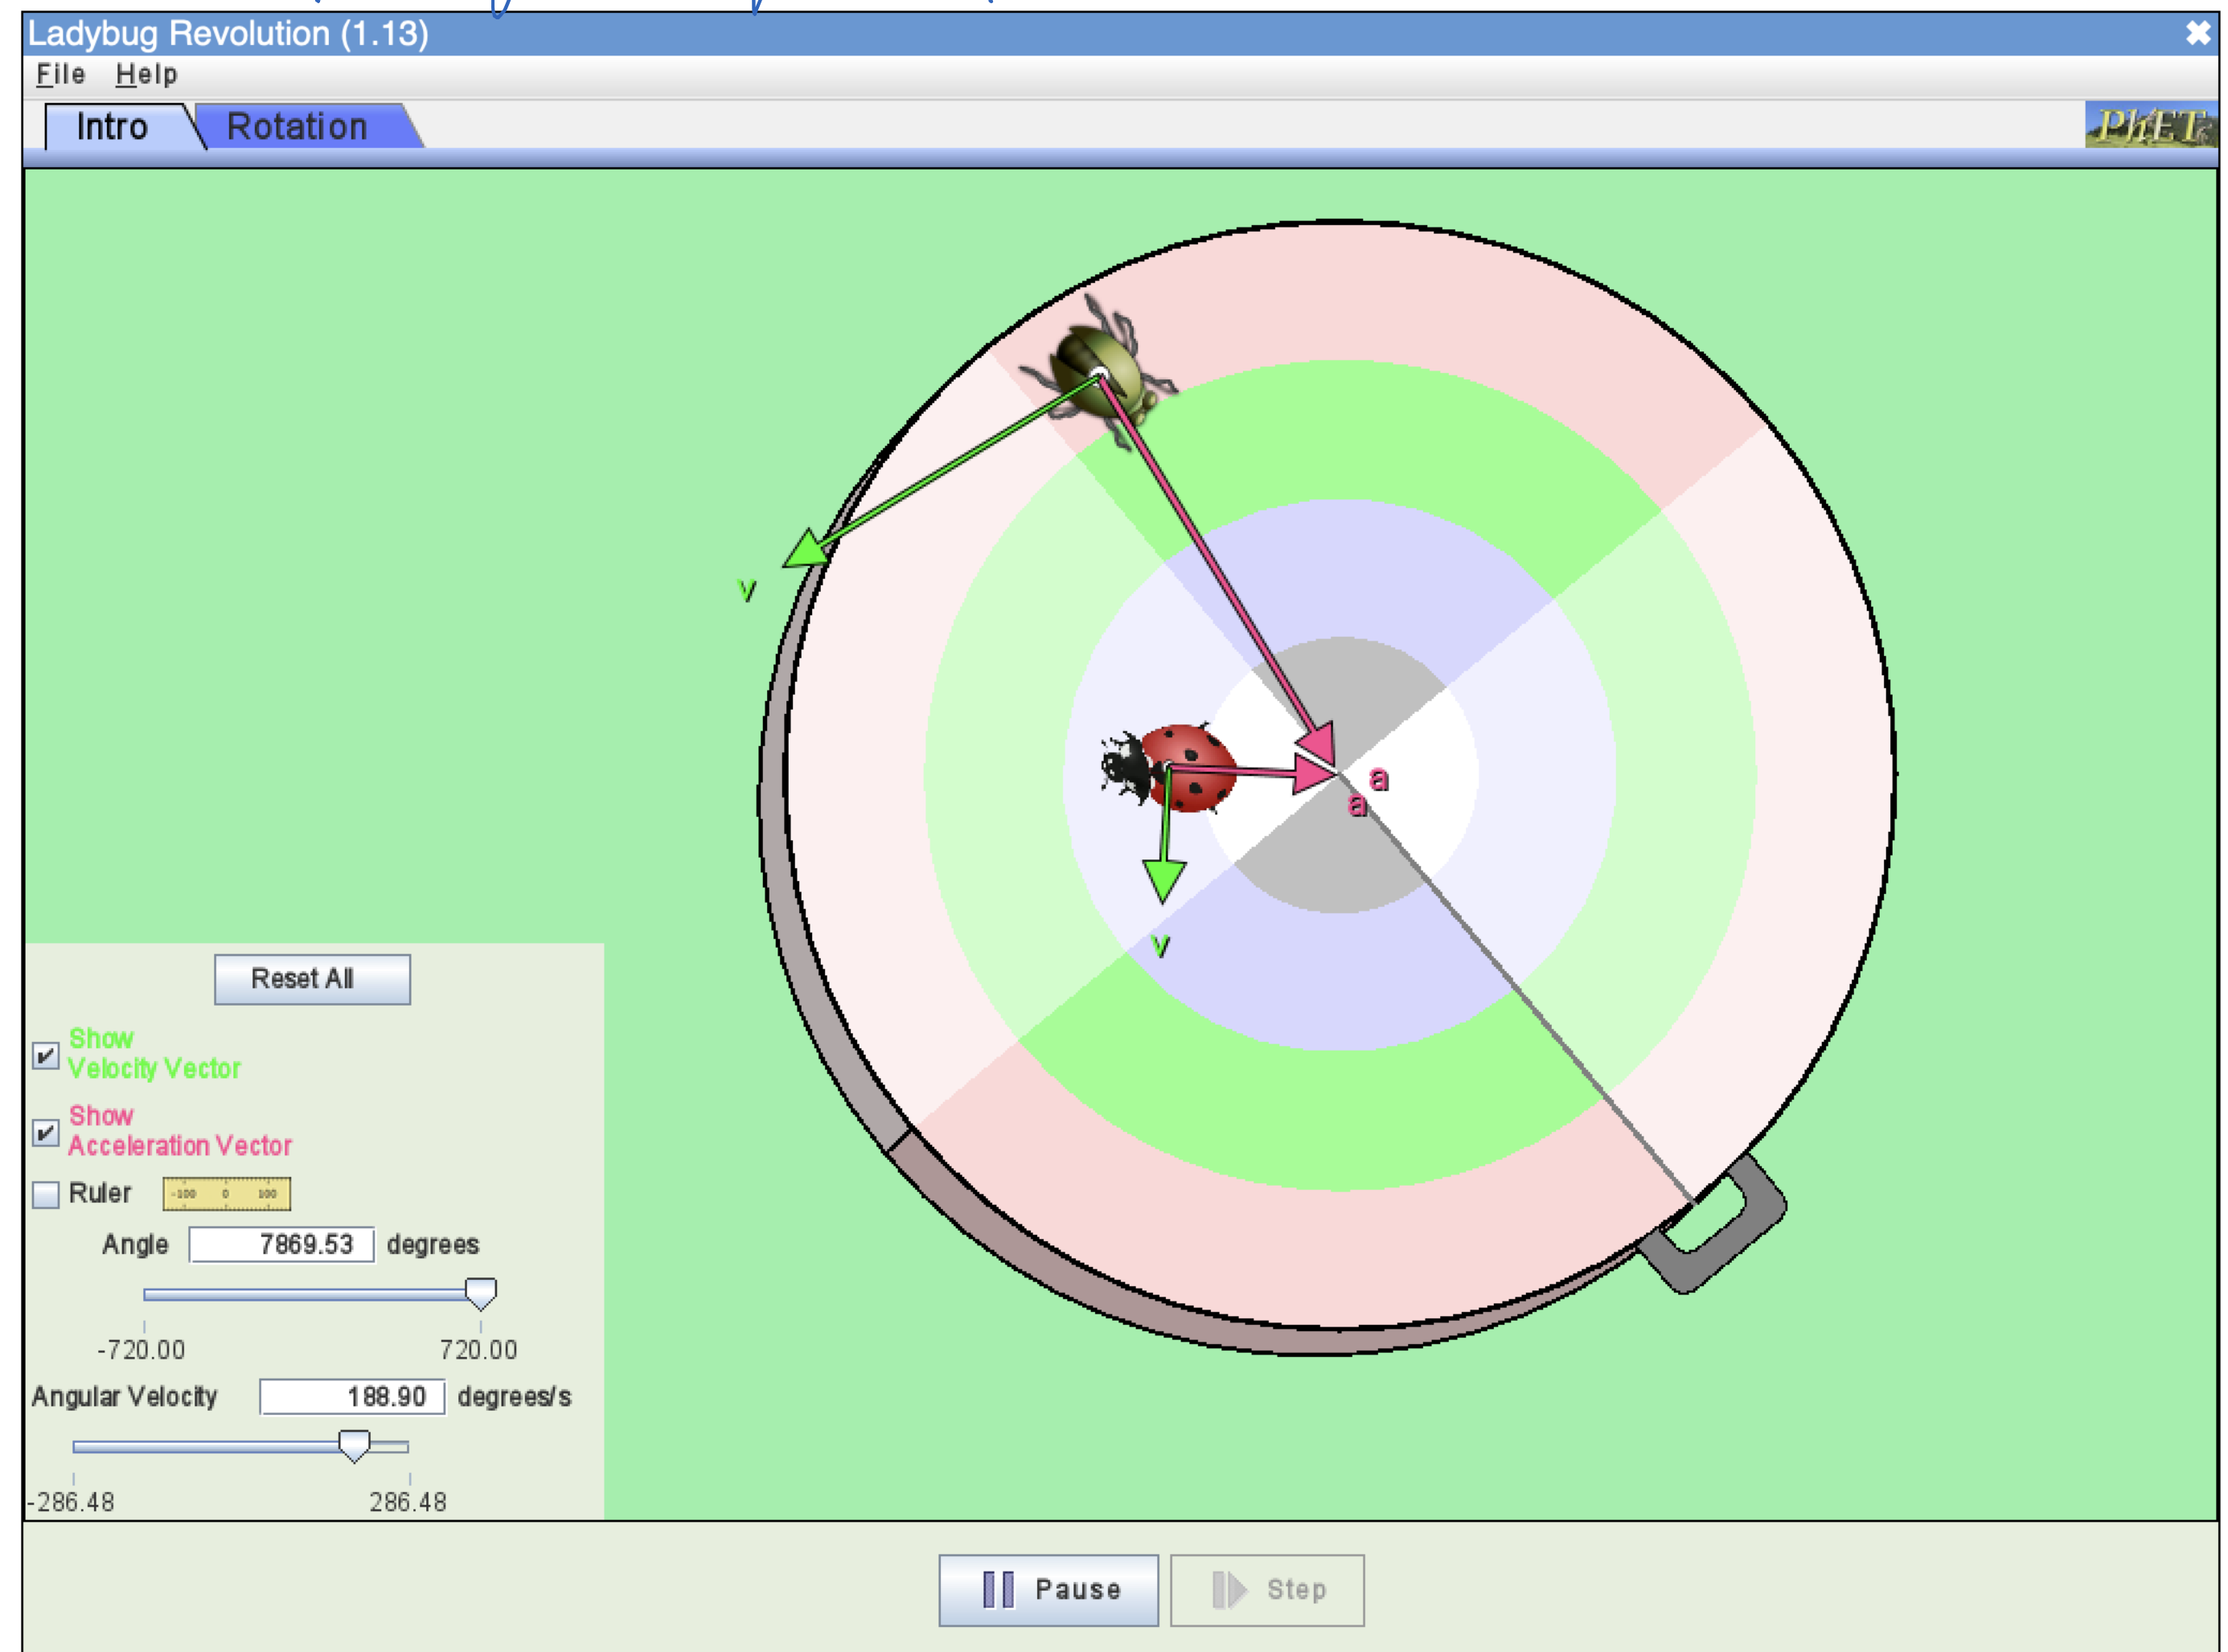 Ladybug Revolution (1.13)
File Help
Intro Rotation
PhET
v
a
a
v
Reset All
Show
Velocity Vector
Show
Acceleration Vector
Ruler -100 0 100
Angle 7869.53 degrees
-720.00 720.00
Angular Velocity 188.90 degrees/s
-286.48 286.48
Pause Step